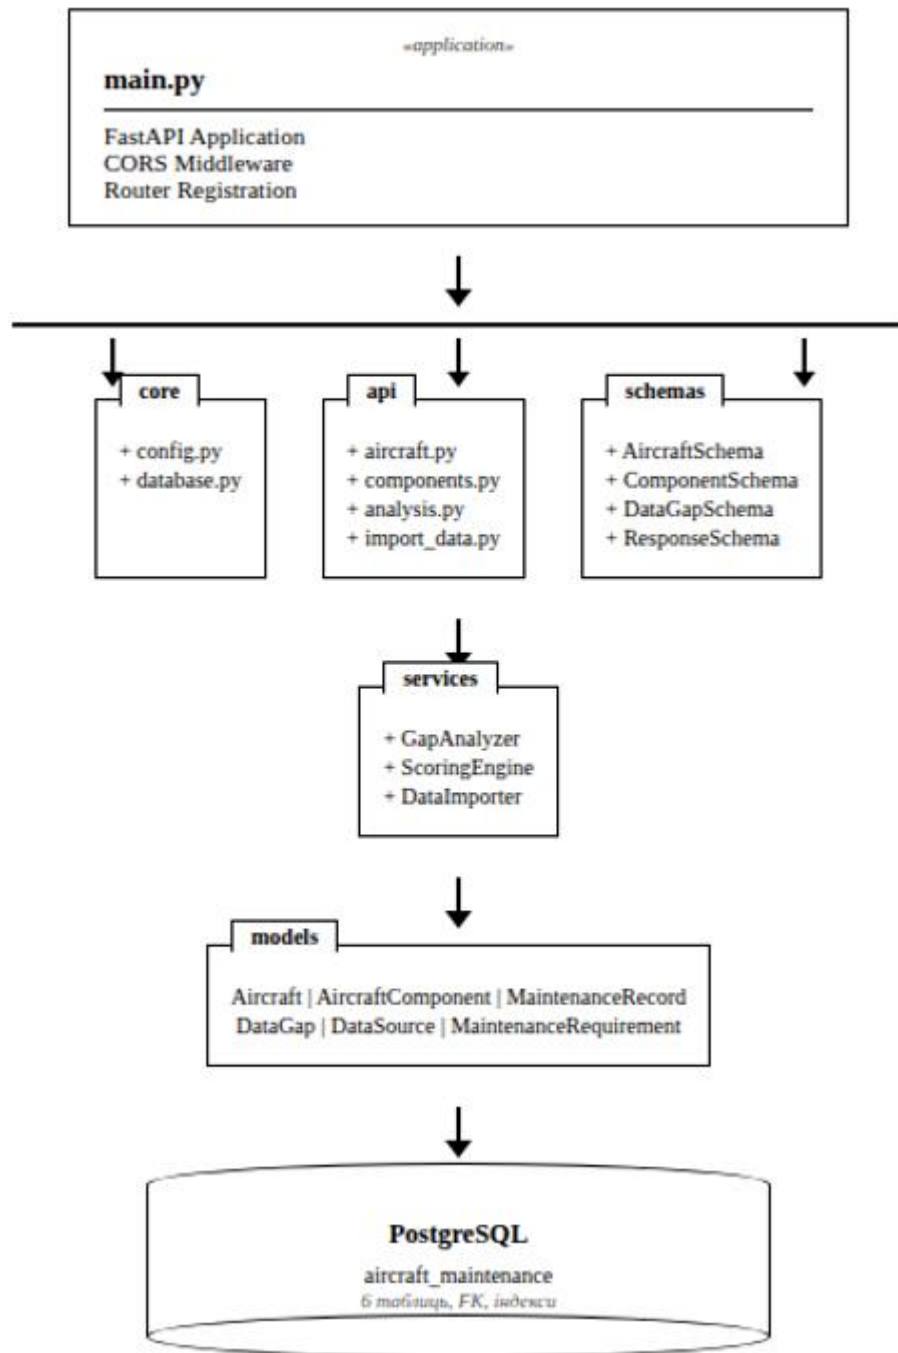 «application»
main.py
FastAPI Application
CORS Middleware
Router Registration
core
+ config.py
+ database.py
api
+ aircraft.py
+ components.py
+ analysis.py
+ import_data.py
schemas
+ AircraftSchema
+ ComponentSchema
+ DataGapSchema
+ ResponseSchema
services
+ GapAnalyzer
+ ScoringEngine
+ DataImporter
models
Aircraft | AircraftComponent | MaintenanceRecord
DataGap | DataSource | MaintenanceRequirement
PostgreSQL
aircraft_maintenance
6 таблиць, FK, індекси